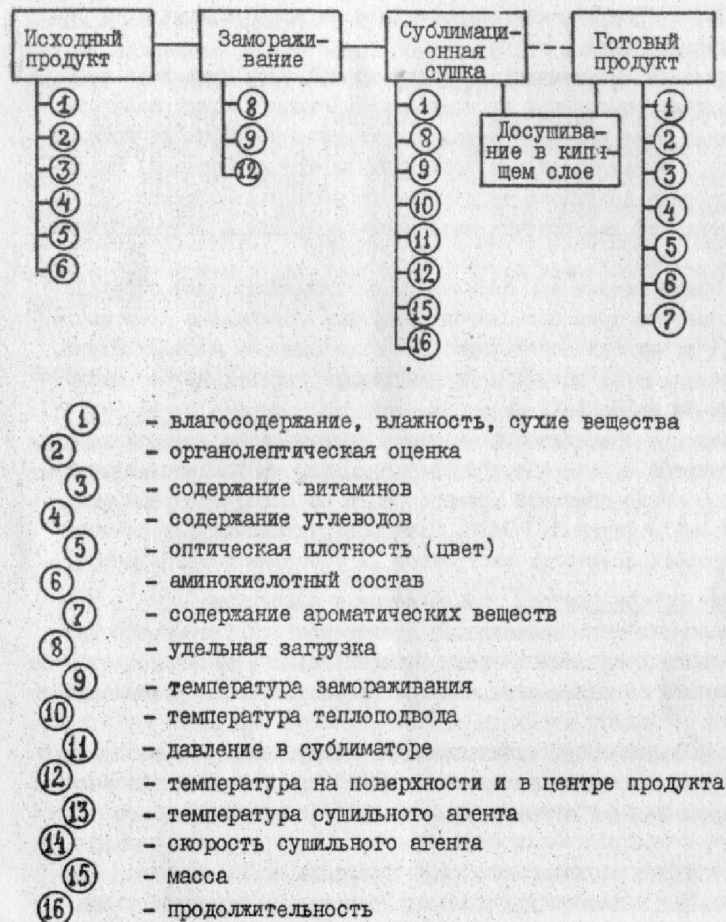 Исходный продукт
Заморажи-
вание
Сублимаци-
онная
сушка
Готовый
продукт
1
2
3
4
5
6
8
9
12
1
8
9
10
11
12
15
16
Досушива-
ние в кипч
щем слое
1
2
3
4
5
6
7
1 – влагосодержание, влажность, сухие вещества
2 – органолептическая оценка
3 – содержание витаминов
4 – содержание углеводов
5 – оптическая плотность (цвет)
6 – аминокислотный состав
7 – содержание ароматических веществ
8 – удельная загрузка
9 – температура замораживания
10 – температура теплоподвода
11 – давление в сублиматоре
12 – температура на поверхности и в центре продукта
13 – температура сушильного агента
14 – скорость сушильного агента
15 – масса
16 – продолжительность